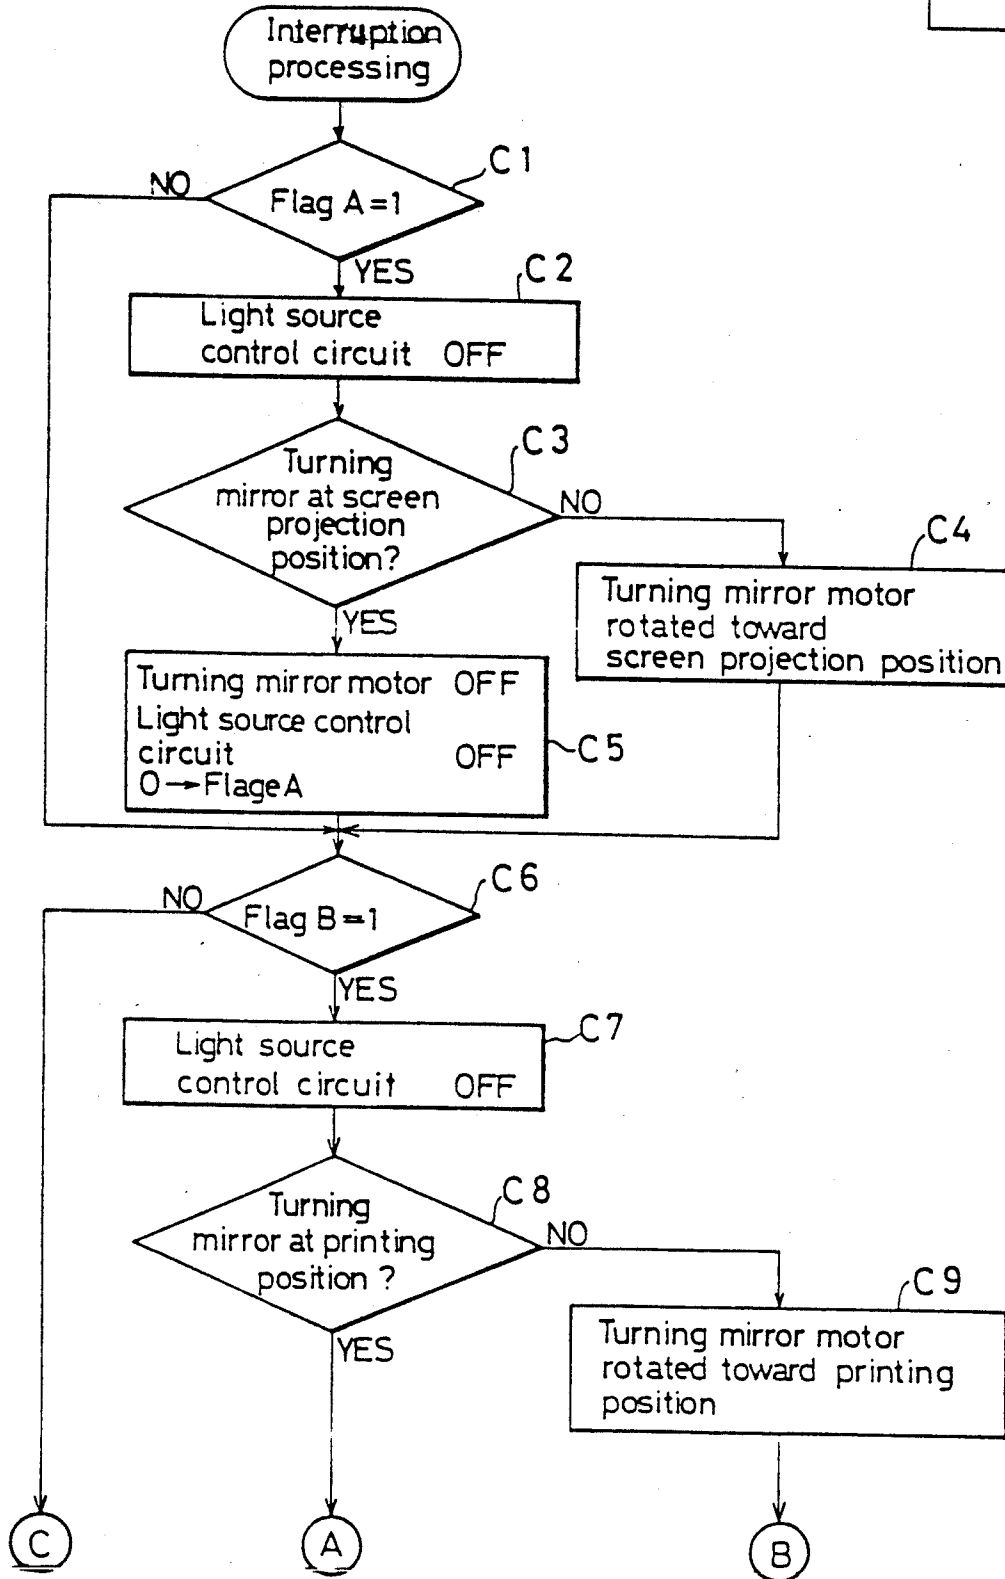 Interruption
processing
C1
NO
Flag A=1
YES
C2
Light source
control circuit OFF
C3
Turning
mirror at screen
projection
position?
NO
C4
YES
Turning mirror motor
rotated toward
screen projection position
Turning mirror motor OFF
Light source control
circuit OFF
0→Flage A
C5
C6
NO
Flag B=1
YES
C7
Light source
control circuit OFF
C8
Turning
mirror at printing
position ?
NO
C9
YES
Turning mirror motor
rotated toward printing
position
C
A
B